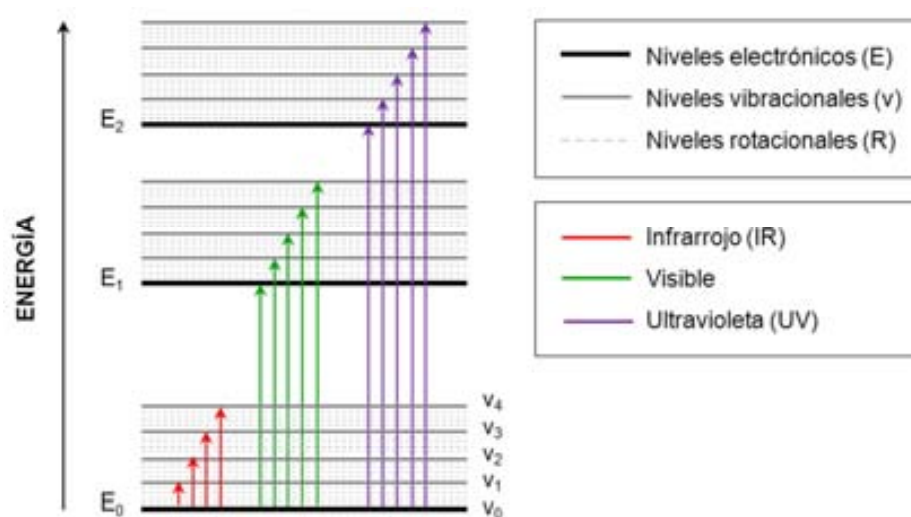 ENERGÍA
E₂
E₁
E₀
v₄
v₃
v₂
v₁
v₀
Niveles electrónicos (E)
Niveles vibracionales (v)
Niveles rotacionales (R)
Infrarrojo (IR)
Visible
Ultravioleta (UV)